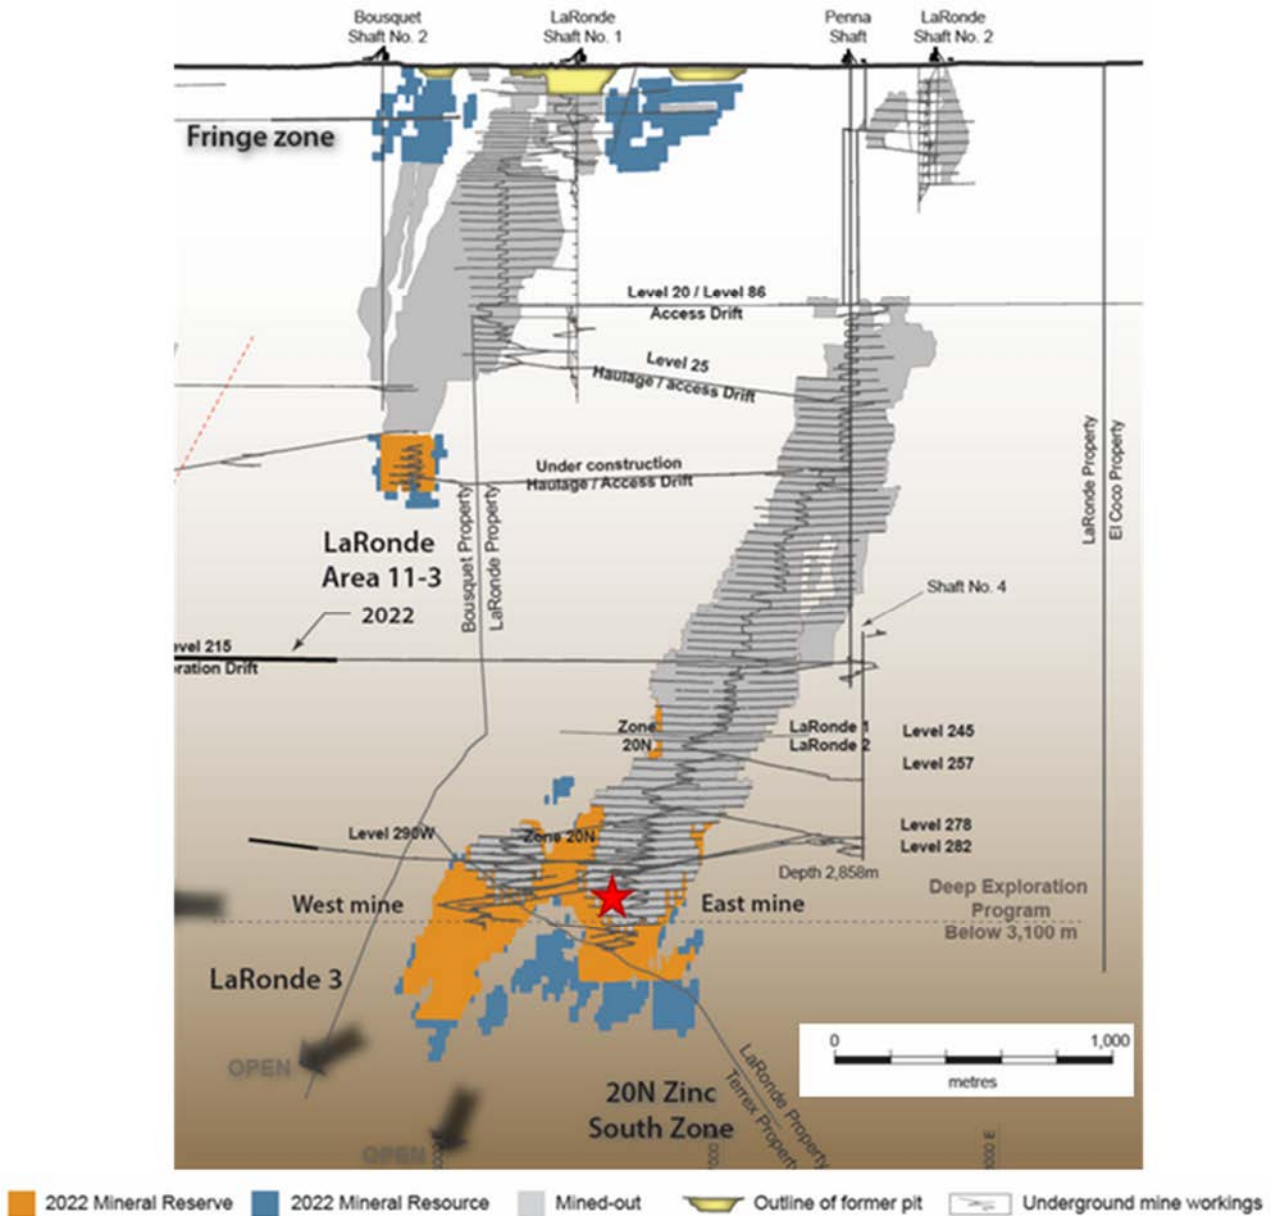 Bousquet
Shaft No. 2
LaRonde
Shaft No. 1
Penna
Shaft
LaRonde
Shaft No. 2
Fringe zone
Level 20 / Level 86
Access Drift
Level 25
Haulage / access Drift
Under construction
Haulage / Access Drift
LaRonde Property
El Coco Property
Bousquet Property
LaRonde Property
LaRonde
Area 11-3
2022
Shaft No. 4
evel 215
ration Drift
Zone
20N
LaRonde 1
LaRonde 2
Level 245
Level 257
Level 278
Level 282
Level 290W
Zone 20N
Depth 2,858m
West mine
East mine
Deep Exploration
Program
Below 3,100 m
LaRonde 3
OPEN
0 1,000
metres
LaRonde Property
Terrex Property
20N Zinc
South Zone
OPEN
2022 Mineral Reserve
2022 Mineral Resource
Mined-out
Outline of former pit
Underground mine workings